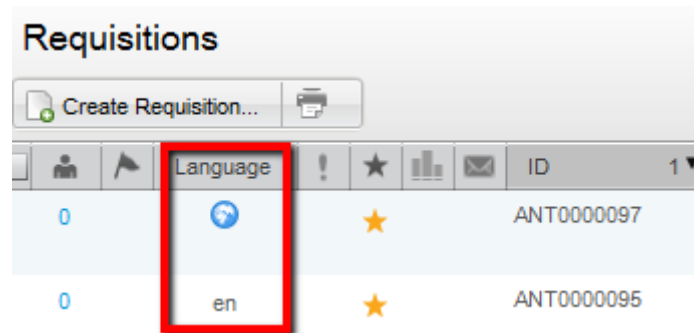 Requisitions
Create Requisition...
Language ! ID 1
0 ANT0000097
0 en ANT0000095